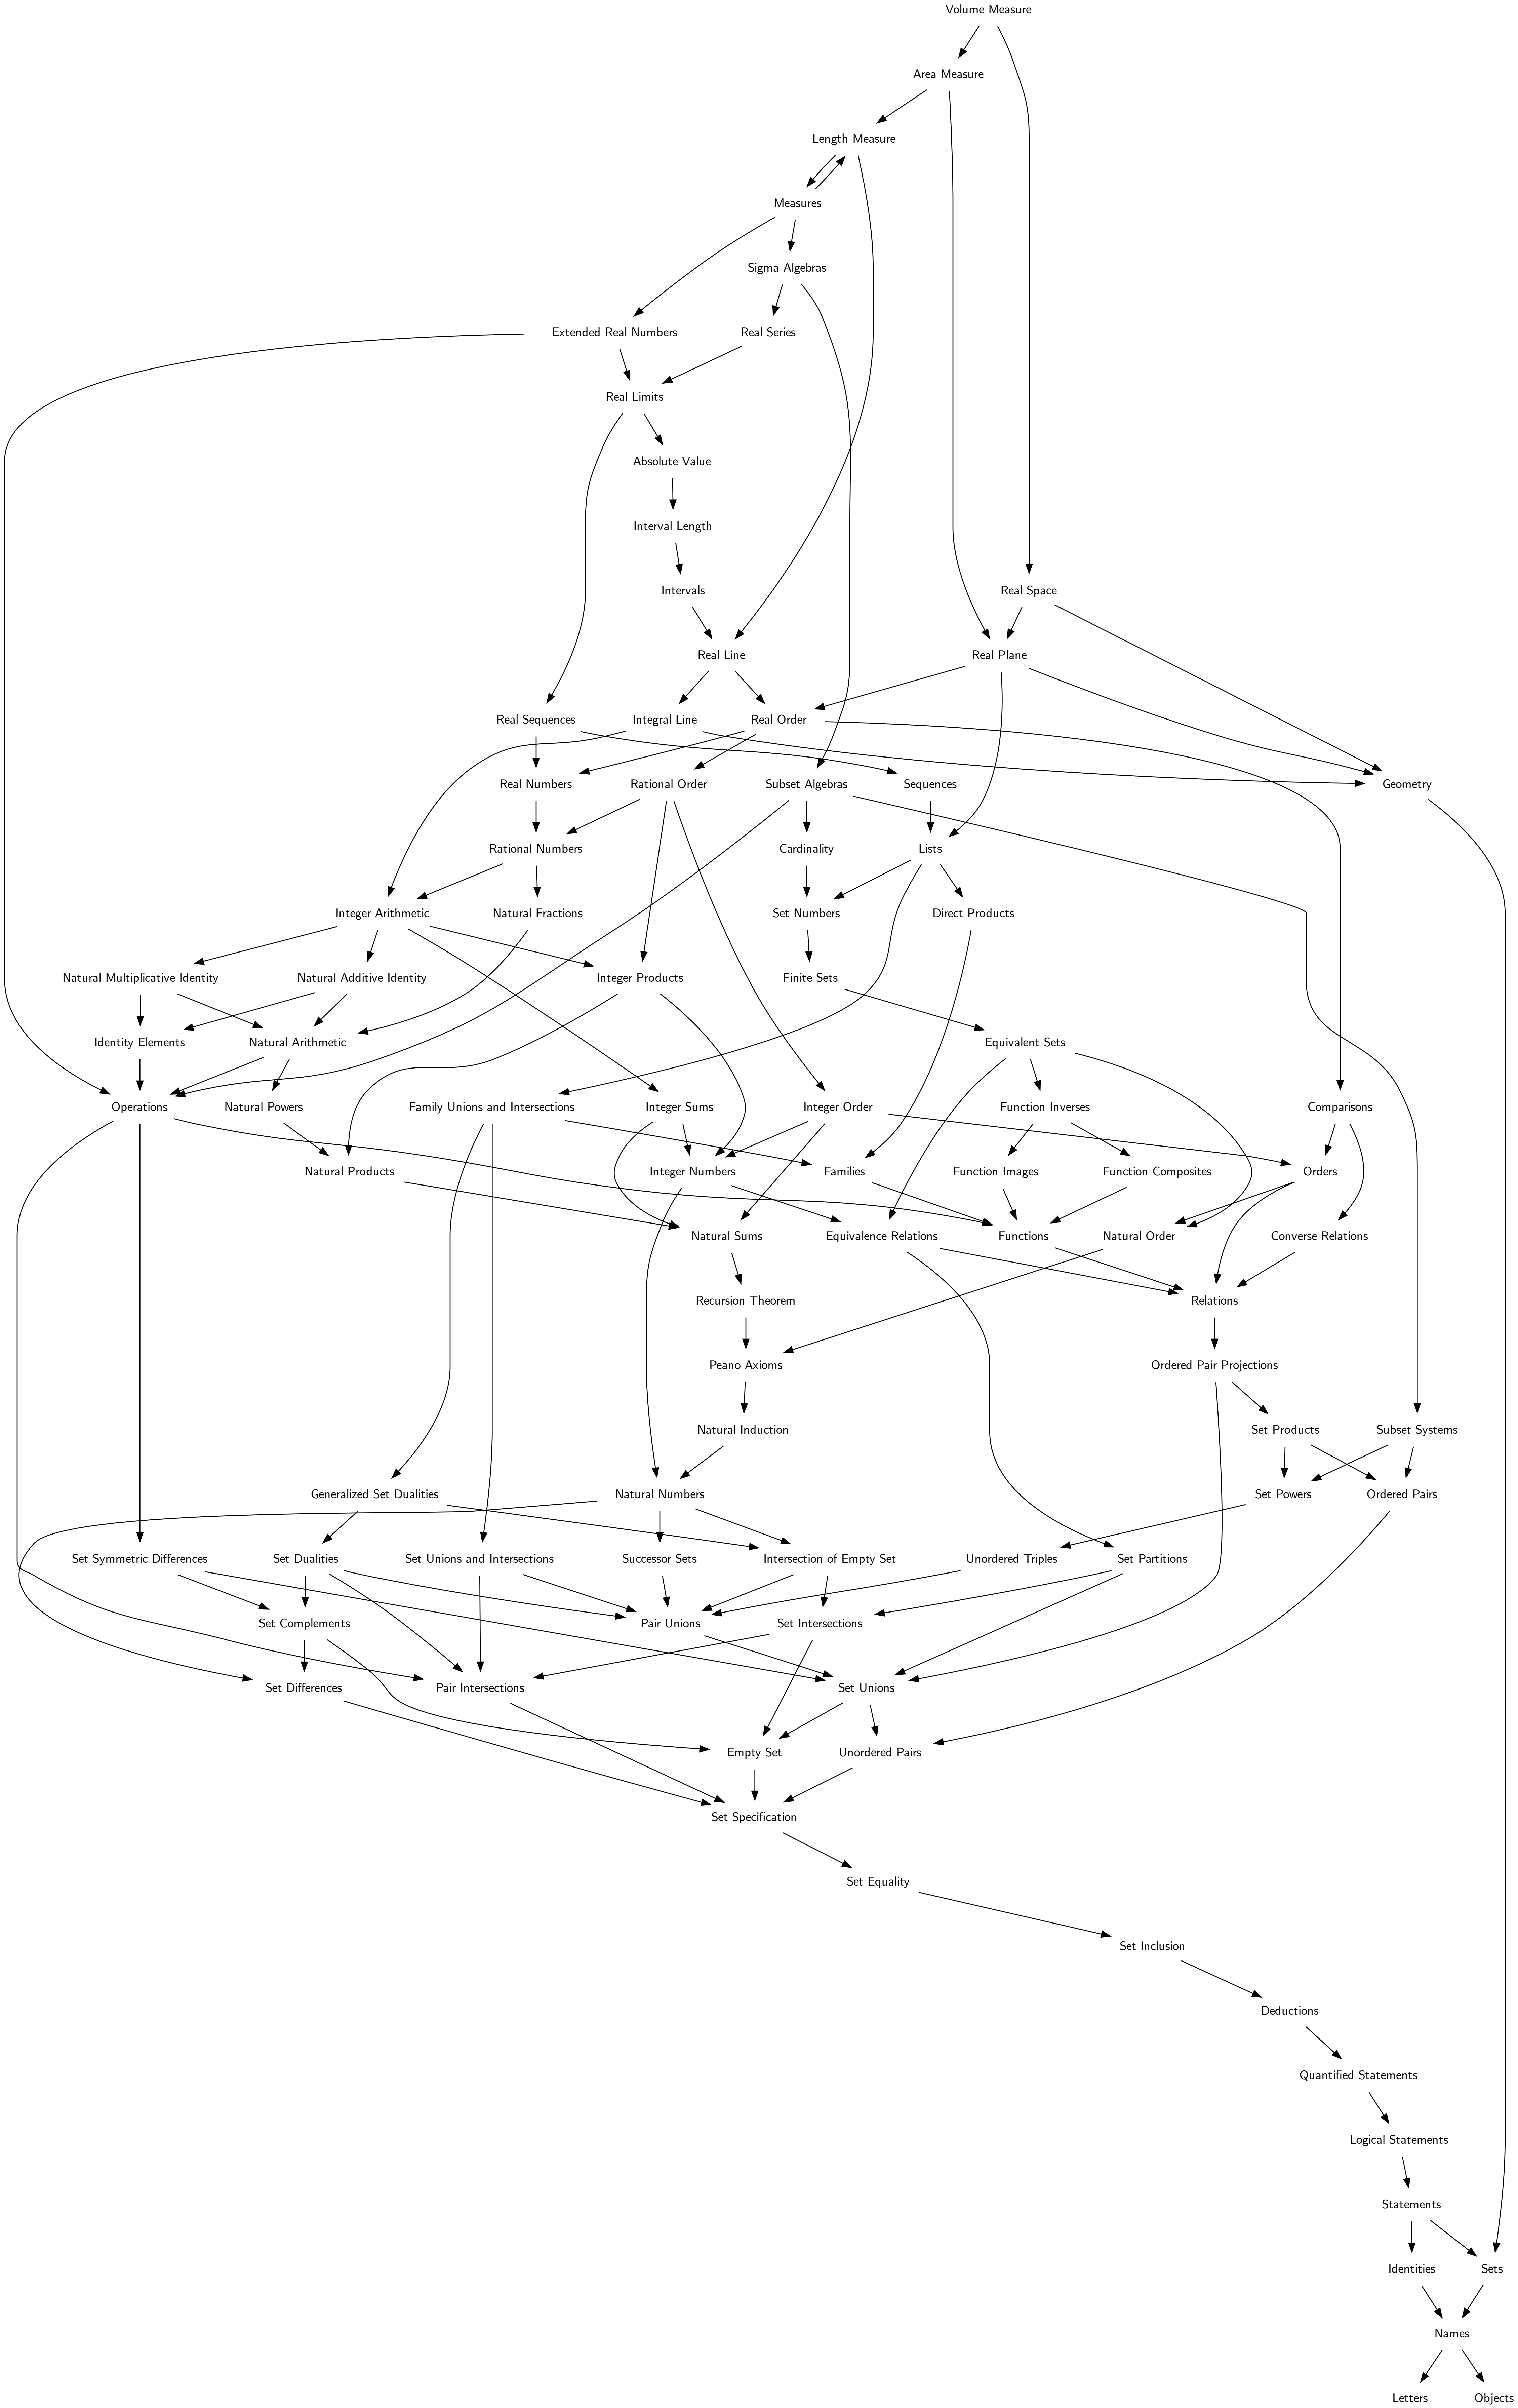 Volume Measure
Area Measure
Length Measure
Measures
Sigma Algebras
Extended Real Numbers
Real Series
Real Limits
Absolute Value
Interval Length
Intervals
Real Space
Real Line
Real Plane
Real Sequences
Integral Line
Real Order
Real Numbers
Rational Order
Subset Algebras
Sequences
Geometry
Rational Numbers
Cardinality
Lists
Integer Arithmetic
Natural Fractions
Set Numbers
Direct Products
Natural Multiplicative Identity
Natural Additive Identity
Integer Products
Finite Sets
Identity Elements
Natural Arithmetic
Equivalent Sets
Operations
Natural Powers
Family Unions and Intersections
Integer Sums
Integer Order
Function Inverses
Comparisons
Natural Products
Integer Numbers
Families
Function Images
Function Composites
Orders
Natural Sums
Equivalence Relations
Functions
Natural Order
Converse Relations
Recursion Theorem
Relations
Peano Axioms
Ordered Pair Projections
Natural Induction
Set Products
Subset Systems
Generalized Set Dualities
Natural Numbers
Set Powers
Ordered Pairs
Set Symmetric Differences
Set Dualities
Set Unions and Intersections
Successor Sets
Intersection of Empty Set
Unordered Triples
Set Partitions
Set Complements
Pair Unions
Set Intersections
Set Differences
Pair Intersections
Set Unions
Empty Set
Unordered Pairs
Set Specification
Set Equality
Set Inclusion
Deductions
Quantified Statements
Logical Statements
Statements
Identities
Sets
Names
Letters
Objects